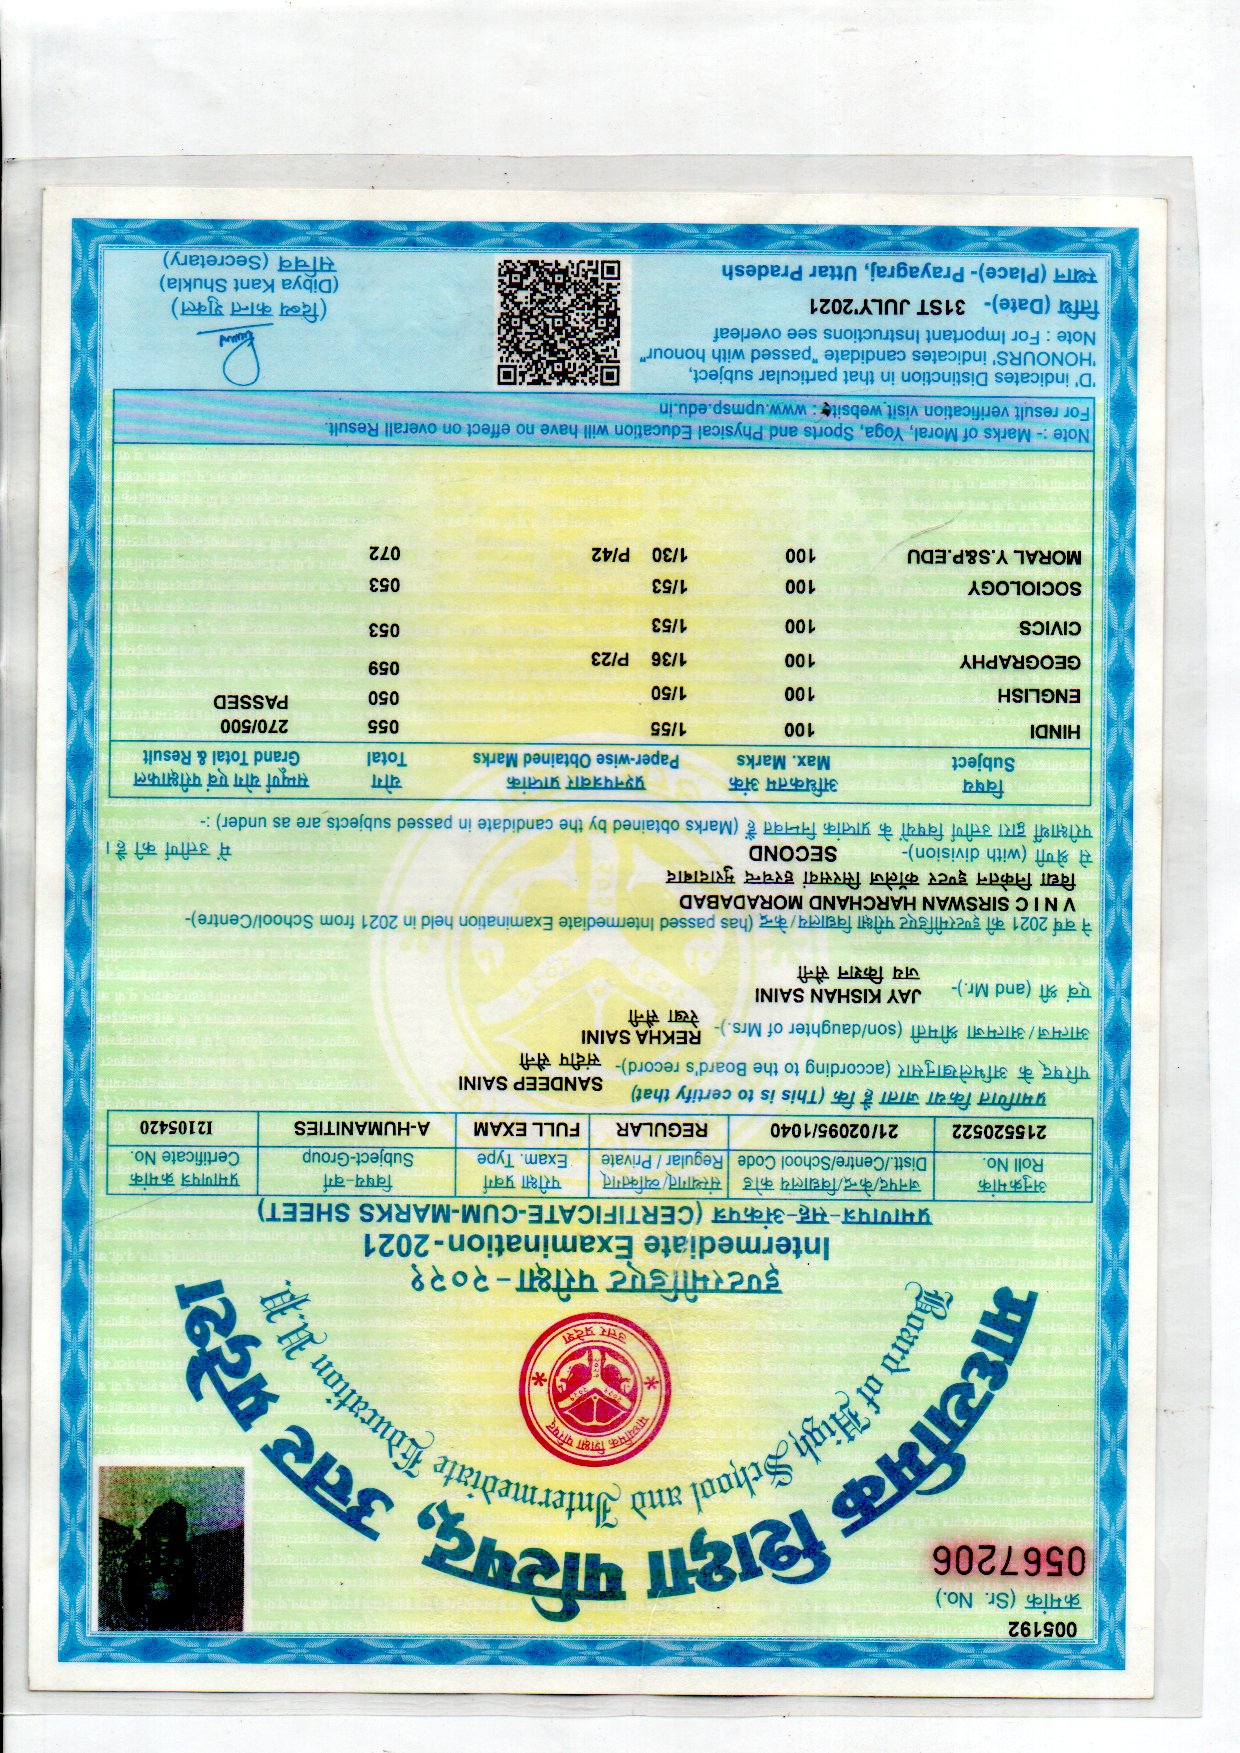 005192
क्रमांक (Sr. No.)
0567206
माध्यमिक शिक्षा परिषद्, उत्तर प्रदेश
Board of High School and Intermediate Education U.P.
माध्यमिक शिक्षा परिषद्
उत्तर प्रदेश
इण्टरमीडिएट परीक्षा - २०२१
Intermediate Examination-2021
प्रमाणपत्र-सह-अंकपत्र (CERTIFICATE-CUM-MARKS SHEET)
अनुक्रमांक जनपद/केन्द्र/विद्यालय कोड संस्थागत/व्यक्तिगत परीक्षा प्रवर्ग विषय-वर्ग प्रमाणपत्र क्रमांक
Roll No. Distt./Centre/School Code Regular / Private Exam. Type Subject-Group Certificate No.
2155520522 21/02095/1040 REGULAR FULL EXAM A-HUMANITIES 12105420
प्रमाणित किया जाता है कि (This is to certify that)
परिषद् के अभिलेखानुसार (according to the Board's record)- SANDEEP SAINI
संदीप सैनी
आत्मज/आत्मजा श्रीमती (son/daughter of Mrs.)- REKHA SAINI
रेखा सैनी
एवं श्री (and Mr.)- JAY KISHAN SAINI
जय किशन सैनी
ने वर्ष 2021 की इण्टरमीडिएट परीक्षा विद्यालय/केन्द्र (has passed Intermediate Examination held in 2021 from School/Centre)-
V N I C SIRSWAN HARCHAND MORADABAD
विद्या निकेतन इण्टर कॉलेज सिरसवां हरचन्द मुरादाबाद
से श्रेणी (with division)- SECOND में उत्तीर्ण की है।
परीक्षार्थी द्वारा उत्तीर्ण विषयों के प्राप्तांक निम्नवत हैं (Marks obtained by the candidate in passed subjects are as under) :-
विषय अधिकतम अंक प्रश्नपत्रवार प्राप्तांक योग सम्पूर्ण योग एवं परीक्षाफल
Subject Max. Marks Paper-wise Obtained Marks Total Grand Total & Result
HINDI 100 1/55 055 270/500
ENGLISH 100 1/50 050 PASSED
GEOGRAPHY 100 1/36 P/23 059
CIVICS 100 1/53 053
SOCIOLOGY 100 1/53 053
MORAL Y.S&P.EDU 100 1/30 P/42 072
Note :- Marks of Moral, Yoga, Sports and Physical Education will have no effect on overall Result.
For result verification visit website : www.upmsp.edu.in
'D' indicates Distinction in that particular subject,
'HONOURS' indicates candidate "passed with honour"
Note : For Important Instructions see overleaf
तिथि (Date)- 31ST JULY'2021
स्थान (Place)- Prayagraj, Uttar Pradesh
(दिव्य कान्त शुक्ल)
(Dibya Kant Shukla)
सचिव (Secretary)